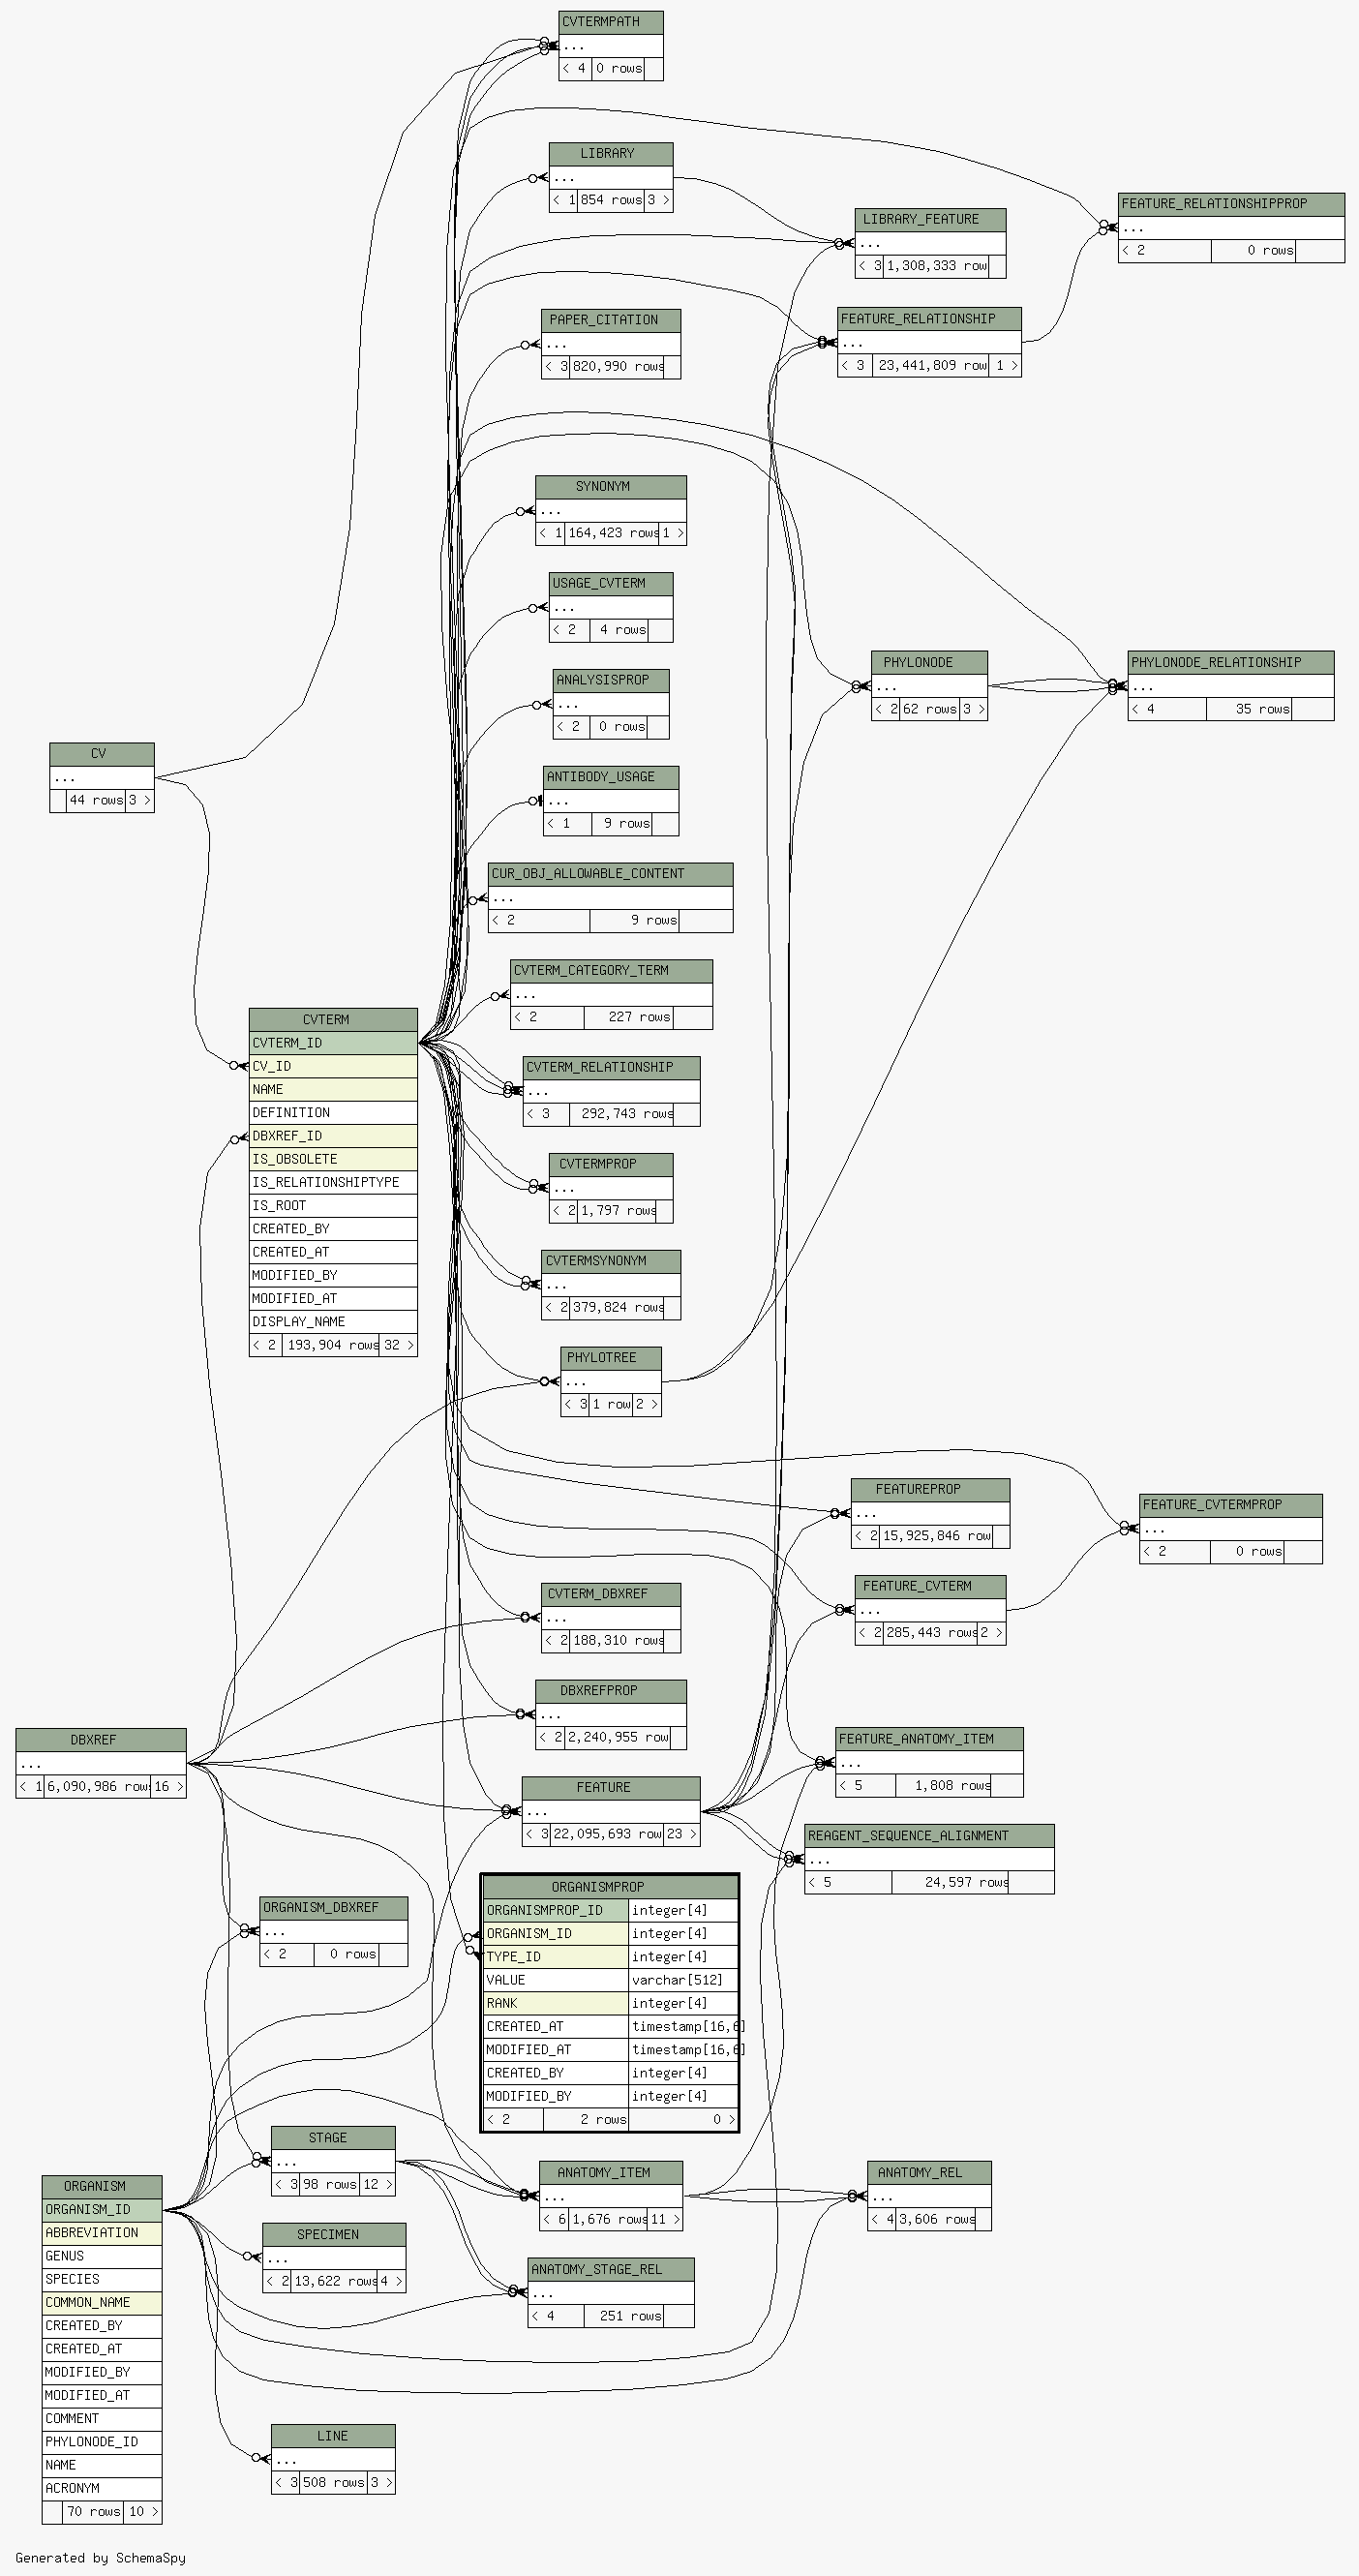 CVTERMPATH
...
< 4 0 rows
LIBRARY
...
< 1 854 rows 3 >
FEATURE_RELATIONSHIPPROP
...
< 2 0 rows
LIBRARY_FEATURE
...
< 3 1,308,333 row
PAPER_CITATION
...
< 3 820,990 rows
FEATURE_RELATIONSHIP
...
< 3 23,441,809 row 1 >
SYNONYM
...
< 1 164,423 rows 1 >
USAGE_CVTERM
...
< 2 4 rows
ANALYSISPROP
...
< 2 0 rows
PHYLONODE
...
< 2 62 rows 3 >
PHYLONODE_RELATIONSHIP
...
< 4 35 rows
CV
...
44 rows 3 >
ANTIBODY_USAGE
...
< 1 9 rows
CUR_OBJ_ALLOWABLE_CONTENT
...
< 2 9 rows
CVTERM_CATEGORY_TERM
...
< 2 227 rows
CVTERM
CVTERM_ID
CV_ID
NAME
DEFINITION
DBXREF_ID
IS_OBSOLETE
IS_RELATIONSHIPTYPE
IS_ROOT
CREATED_BY
CREATED_AT
MODIFIED_BY
MODIFIED_AT
DISPLAY_NAME
< 2 193,904 rows 32 >
CVTERM_RELATIONSHIP
...
< 3 292,743 rows
CVTERMPROP
...
< 2 1,797 rows
CVTERMSYNONYM
...
< 2 379,824 rows
PHYLOTREE
...
< 3 1 row 2 >
FEATUREPROP
...
< 2 15,925,846 row
FEATURE_CVTERMPROP
...
< 2 0 rows
CVTERM_DBXREF
...
< 2 188,310 rows
FEATURE_CVTERM
...
< 2 285,443 rows 2 >
DBXREFPROP
...
< 2 2,240,955 row
DBXREF
...
< 1 6,090,986 rows 16 >
FEATURE_ANATOMY_ITEM
...
< 5 1,808 rows
FEATURE
...
< 3 22,095,693 row 23 >
REAGENT_SEQUENCE_ALIGNMENT
...
< 5 24,597 rows
ORGANISM_DBXREF
...
< 2 0 rows
ORGANISMPROP
ORGANISMPROP_ID integer[4]
ORGANISM_ID integer[4]
TYPE_ID integer[4]
VALUE varchar[512]
RANK integer[4]
CREATED_AT timestamp[16,6]
MODIFIED_AT timestamp[16,6]
CREATED_BY integer[4]
MODIFIED_BY integer[4]
< 2 2 rows 0 >
STAGE
...
< 3 98 rows 12 >
ANATOMY_ITEM
...
< 6 1,676 rows 11 >
ANATOMY_REL
...
< 4 3,606 rows
ORGANISM
ORGANISM_ID
ABBREVIATION
GENUS
SPECIES
COMMON_NAME
CREATED_BY
CREATED_AT
MODIFIED_BY
MODIFIED_AT
COMMENT
PHYLONODE_ID
NAME
ACRONYM
70 rows 10 >
SPECIMEN
...
< 2 13,622 rows 4 >
ANATOMY_STAGE_REL
...
< 4 251 rows
LINE
...
< 3 508 rows 3 >
Generated by SchemaSpy